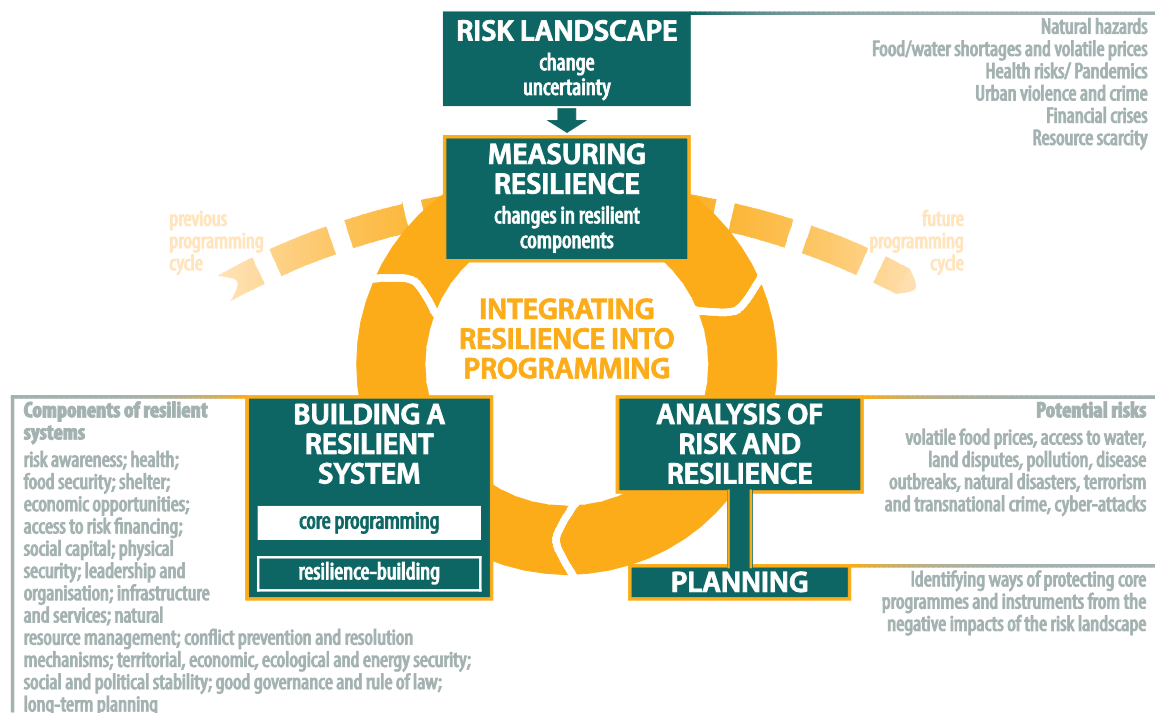 RISK LANDSCAPE
change
uncertainty
Natural hazards
Food/water shortages and volatile prices
Health risks/ Pandemics
Urban violence and crime
Financial crises
Resource scarcity
MEASURING
RESILIENCE
changes in resilient
components
previous
programming
cycle
future
programming
cycle
INTEGRATING
RESILIENCE INTO
PROGRAMMING
Components of resilient
systems
risk awareness; health;
food security; shelter;
economic opportunities;
access to risk financing;
social capital; physical
security; leadership and
organisation; infrastructure
and services; natural
resource management; conflict prevention and resolution
mechanisms; territorial, economic, ecological and energy security;
social and political stability; good governance and rule of law;
long-term planning
BUILDING A
RESILIENT
SYSTEM
core programming
resilience-building
ANALYSIS OF
RISK AND
RESILIENCE
Potential risks
volatile food prices, access to water,
land disputes, pollution, disease
outbreaks, natural disasters, terrorism
and transnational crime, cyber-attacks
PLANNING
Identifying ways of protecting core
programmes and instruments from the
negative impacts of the risk landscape